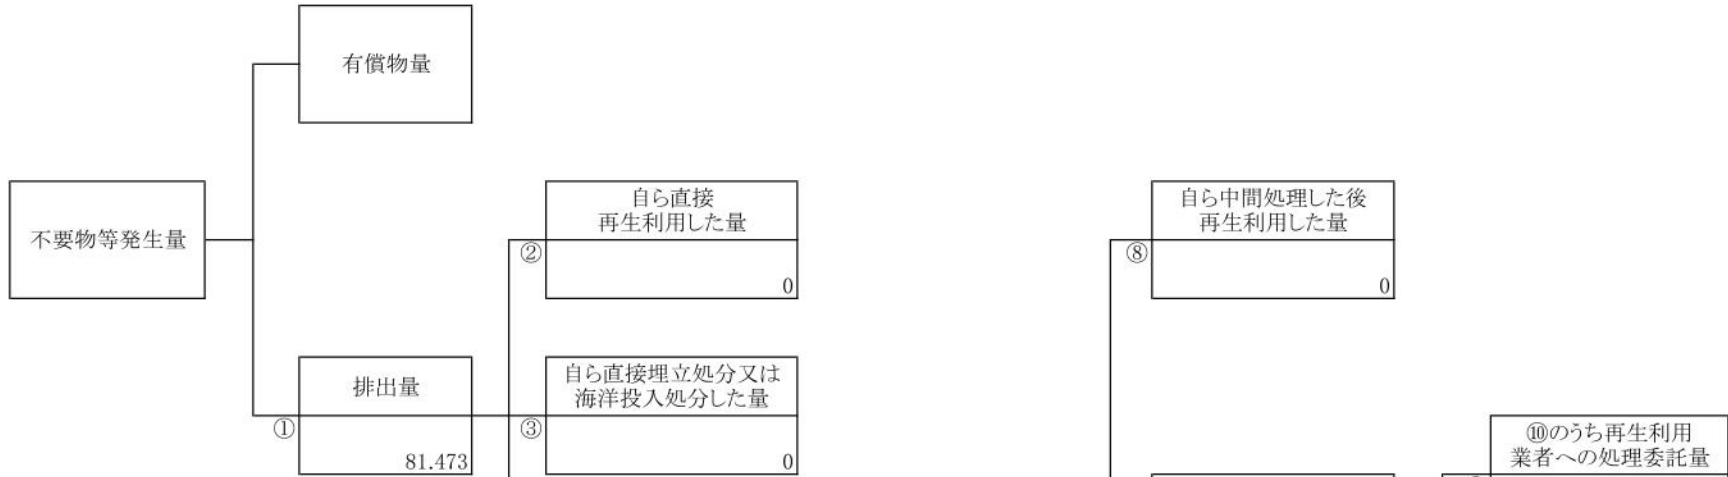 有償物量
不要物等発生量
自ら直接
再生利用した量
②
0
自ら中間処理した後
再生利用した量
⑧
0
排出量
①
81.473
自ら直接埋立処分又は
海洋投入処分した量
③
0
⑩のうち再生利用
業者への処理委託量